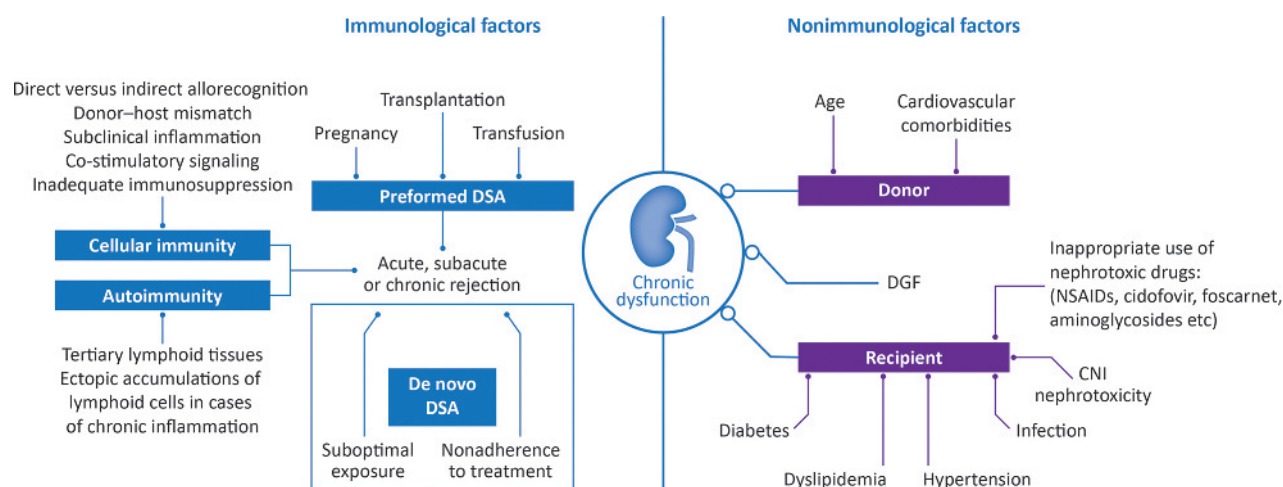 Immunological factors
Nonimmunological factors
Direct versus indirect allorecognition
Donor–host mismatch
Subclinical inflammation
Co-stimulatory signaling
Inadequate immunosuppression
Cellular immunity
Autoimmunity
Tertiary lymphoid tissues
Ectopic accumulations of
lymphoid cells in cases
of chronic inflammation
Transplantation
Pregnancy
Transfusion
Preformed DSA
Acute, subacute
or chronic rejection
De novo
DSA
Suboptimal
exposure
Nonadherence
to treatment
Chronic
dysfunction
Age
Cardiovascular
comorbidities
Donor
DGF
Inappropriate use of
nephrotoxic drugs:
(NSAIDs, cidofovir, foscarnet,
aminoglycosides etc)
Recipient
CNI
nephrotoxicity
Diabetes
Infection
Dyslipidemia
Hypertension